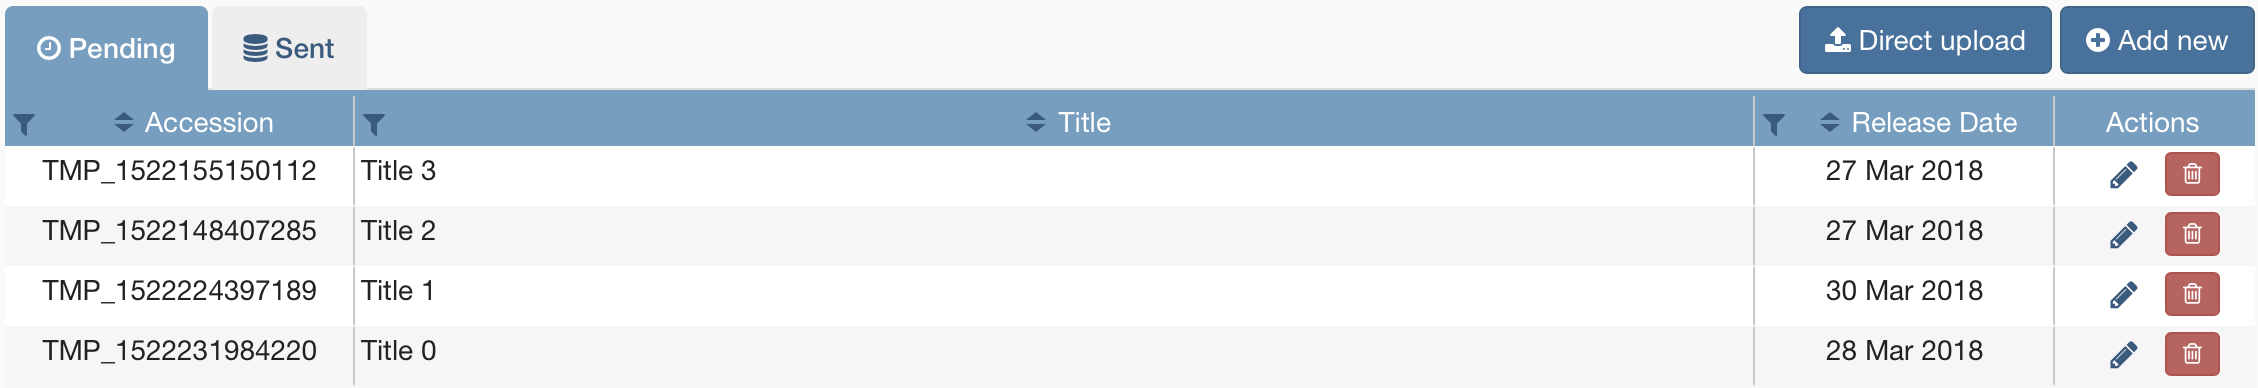 Pending Sent Direct upload Add new
Accession Title Release Date Actions
TMP_1522155150112 Title 3 27 Mar 2018
TMP_1522148407285 Title 2 27 Mar 2018
TMP_1522224397189 Title 1 30 Mar 2018
TMP_1522231984220 Title 0 28 Mar 2018